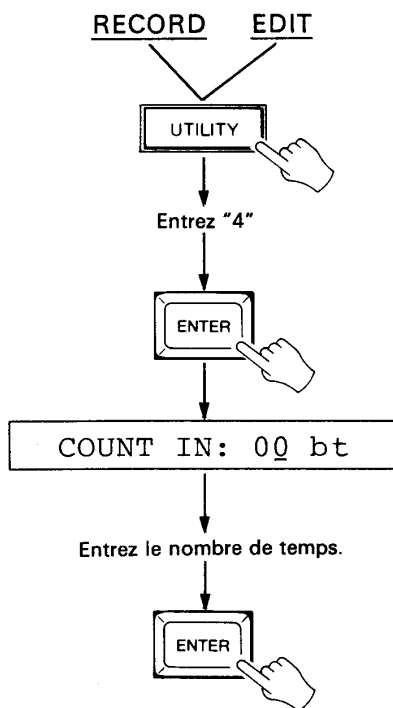 RECORD EDIT
UTILITY
Entrez "4"
ENTER
COUNT IN: 00 bt
Entrez le nombre de temps.
ENTER